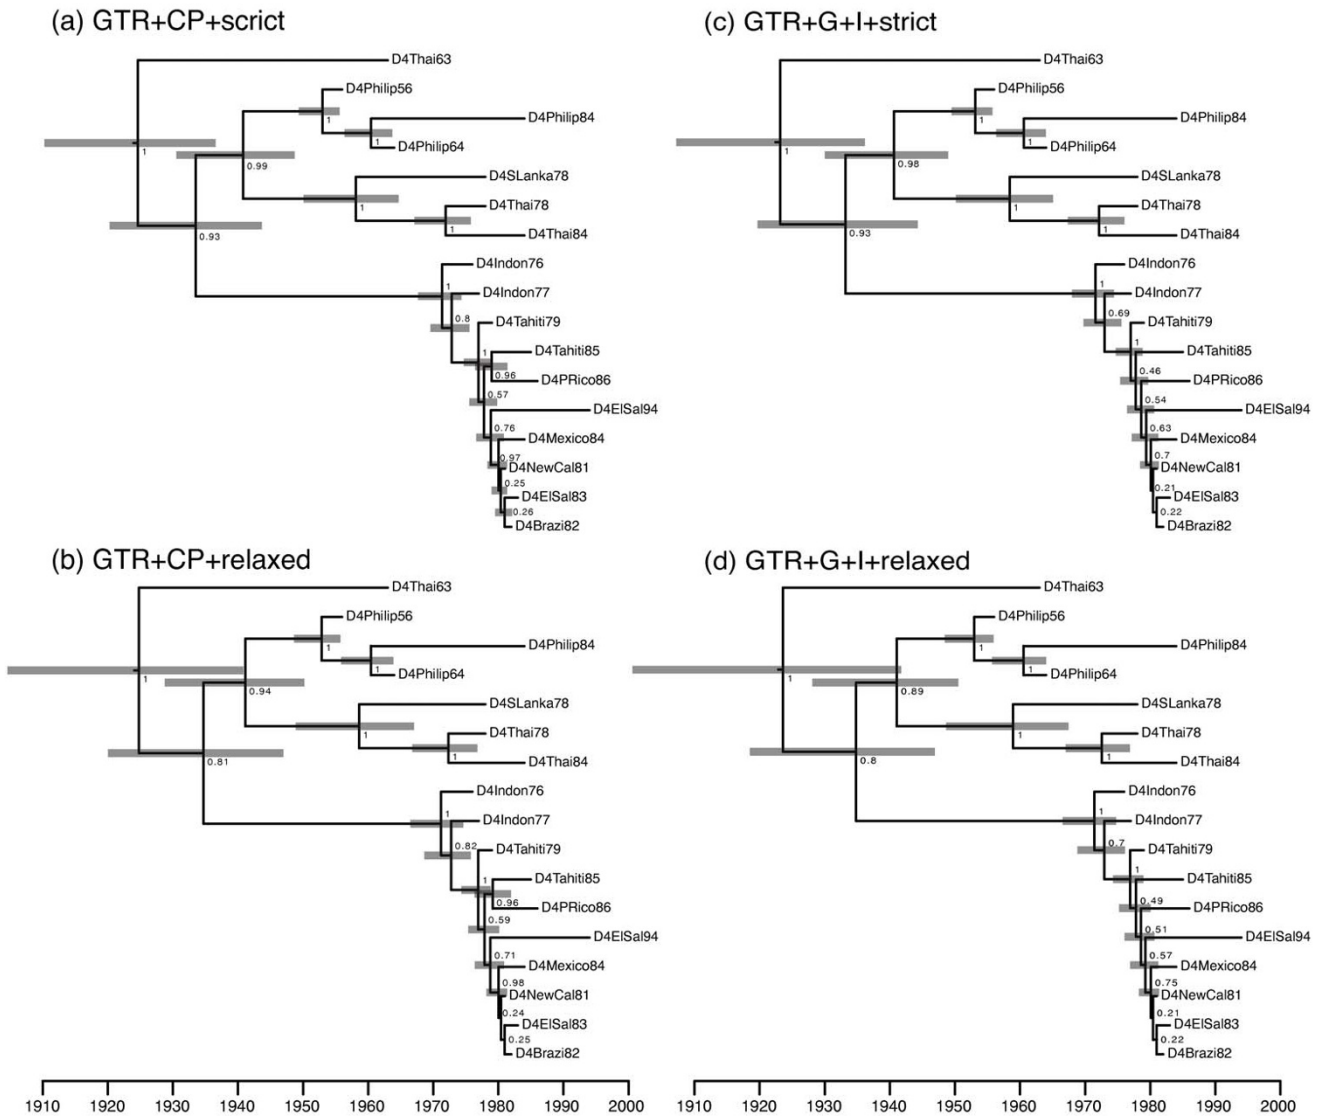 (a) GTR+CP+scrict
D4Thai63
D4Philip56
1
D4Philip84
1
D4Philip64
1
0.99
D4SLanka78
1
D4Thai78
1
D4Thai84
0.93
D4Indon76
1
D4Indon77
0.8
D4Tahiti79
1
D4Tahiti85
0.96
D4PRico86
0.57
D4ElSal94
0.76
D4Mexico84
0.97
D4NewCal81
0.25
D4ElSal83
0.26
D4Brazi82
(b) GTR+CP+relaxed
D4Thai63
D4Philip56
1
D4Philip84
1
D4Philip64
1
0.94
D4SLanka78
1
D4Thai78
1
D4Thai84
0.81
D4Indon76
1
D4Indon77
0.82
D4Tahiti79
1
D4Tahiti85
0.96
D4PRico86
0.59
D4ElSal94
0.71
D4Mexico84
0.98
D4NewCal81
0.24
D4ElSal83
0.25
D4Brazi82
1910 1920 1930 1940 1950 1960 1970 1980 1990 2000
(c) GTR+G+I+strict
D4Thai63
D4Philip56
1
D4Philip84
1
D4Philip64
1
0.98
D4SLanka78
1
D4Thai78
1
D4Thai84
0.93
D4Indon76
1
D4Indon77
0.69
D4Tahiti79
1
D4Tahiti85
0.46
D4PRico86
0.54
D4ElSal94
0.63
D4Mexico84
0.7
D4NewCal81
0.21
D4ElSal83
0.22
D4Brazi82
(d) GTR+G+I+relaxed
D4Thai63
D4Philip56
1
D4Philip84
1
D4Philip64
1
0.89
D4SLanka78
1
D4Thai78
1
D4Thai84
0.8
D4Indon76
1
D4Indon77
0.7
D4Tahiti79
1
D4Tahiti85
0.49
D4PRico86
0.51
D4ElSal94
0.57
D4Mexico84
0.75
D4NewCal81
0.21
D4ElSal83
0.22
D4Brazi82
1910 1920 1930 1940 1950 1960 1970 1980 1990 2000